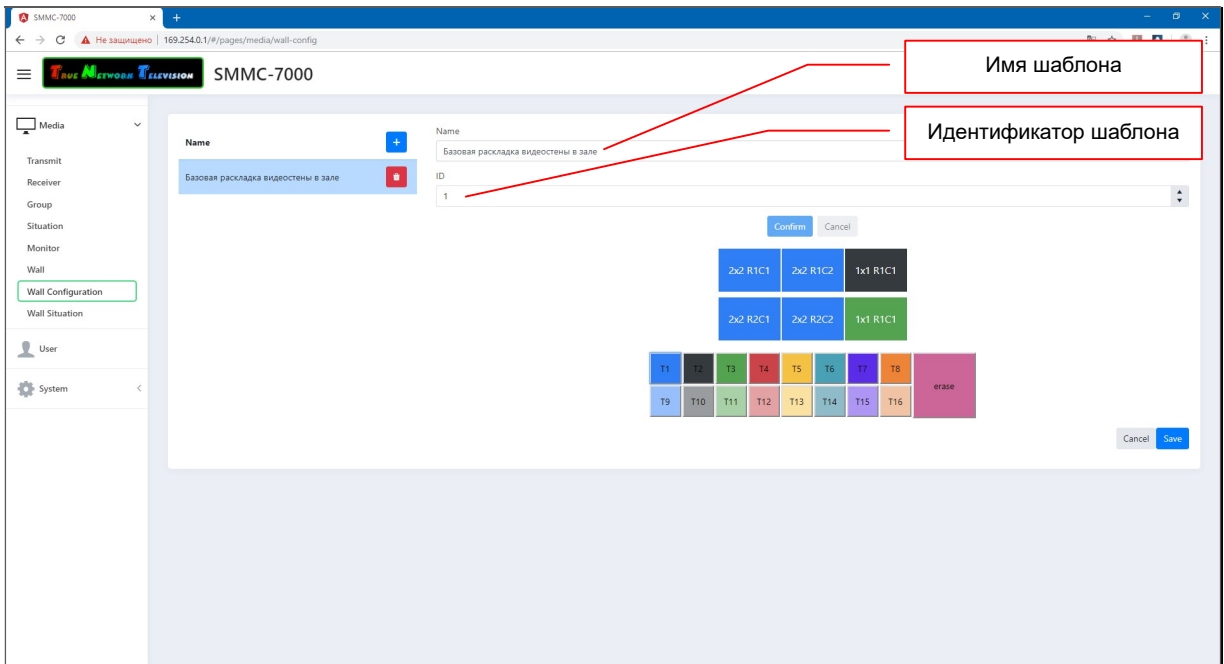 SMMC-7000
Не защищено | 169.254.0.1/#/pages/media/wall-config
True Network Television SMMC-7000
Имя шаблона
Идентификатор шаблона
Media
Transmit
Receiver
Group
Situation
Monitor
Wall
Wall Configuration
Wall Situation
User
System
Name
Базовая раскладка видеостены в зале
Name
Базовая раскладка видеостены в зале
ID
1
Confirm Cancel
2x2 R1C1 2x2 R1C2 1x1 R1C1
2x2 R2C1 2x2 R2C2 1x1 R1C1
T1 T2 T3 T4 T5 T6 T7 T8
erase
T9 T10 T11 T12 T13 T14 T15 T16
Cancel Save